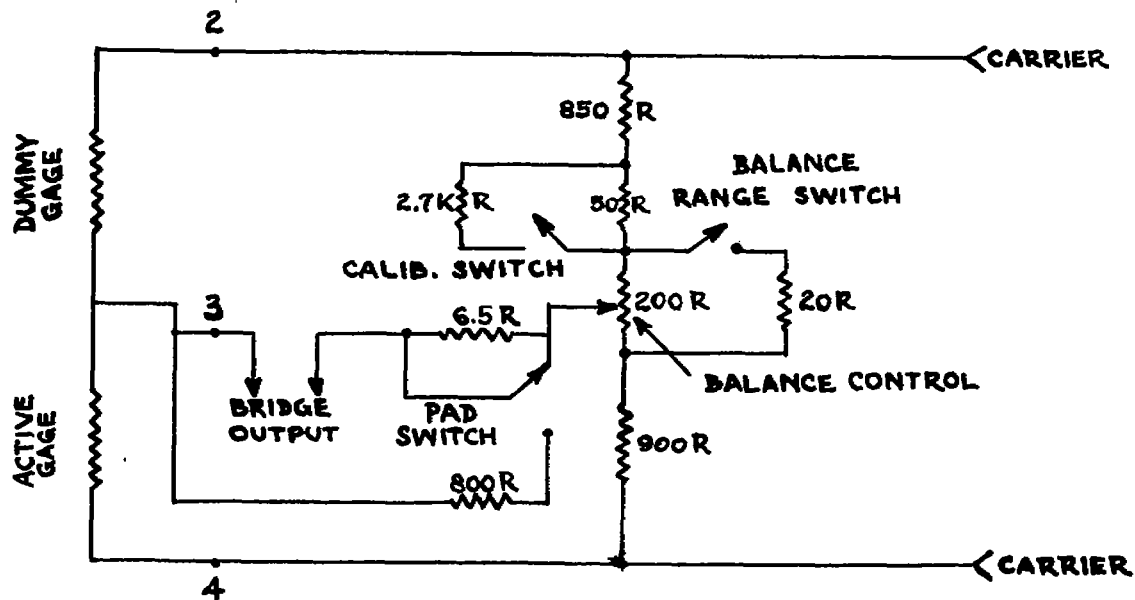 2
CARRIER
850 R
DUMMY
GAGE
BALANCE
RANGE SWITCH
2.7K R
50 R
CALIB. SWITCH
3
6.5 R
200 R
20 R
BALANCE CONTROL
BRIDGE
OUTPUT
PAD
SWITCH
ACTIVE
GAGE
900 R
800 R
4
CARRIER